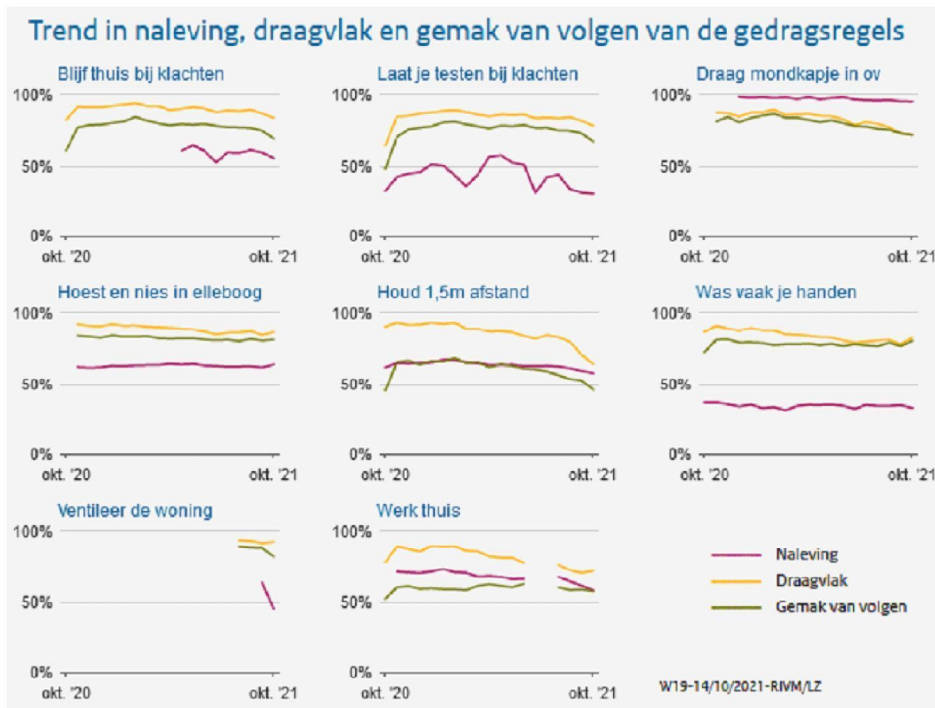 Trend in naleving, draagvlak en gemak van volgen van de gedragsregels
Blijf thuis bij klachten
100%
50%
0%
okt. '20
okt. '21
Laat je testen bij klachten
100%
50%
0%
okt. '20
okt. '21
Draag mondkapje in ov
100%
50%
0%
okt. '20
okt. '21
Hoest en nies in elleboog
100%
50%
0%
okt. '20
okt. '21
Houd 1,5m afstand
100%
50%
0%
okt. '20
okt. '21
Was vaak je handen
100%
50%
0%
okt. '20
okt. '21
Ventileer de woning
100%
50%
0%
okt. '20
okt. '21
Werk thuis
100%
50%
0%
okt. '20
okt. '21
Naleving
Draagvlak
Gemak van volgen
W19-14/10/2021-RIVM/LZ